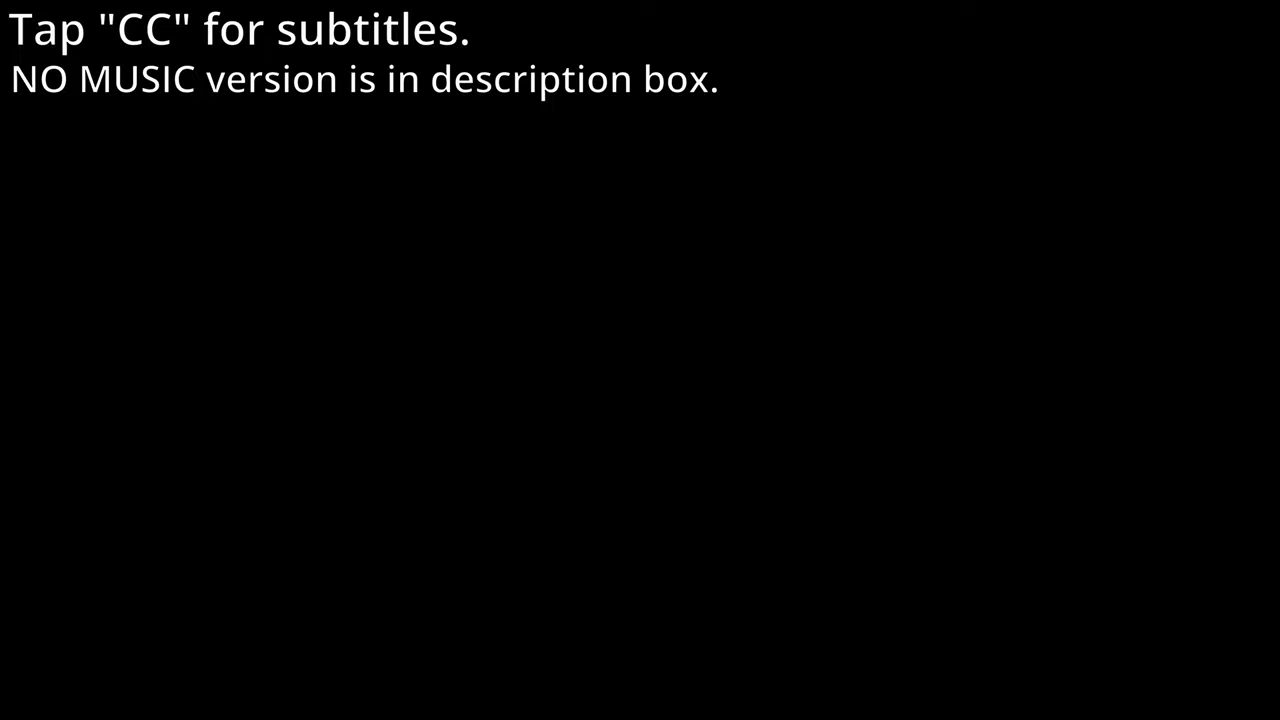 Tap "CC" for subtitles.
NO MUSIC version is in description box.